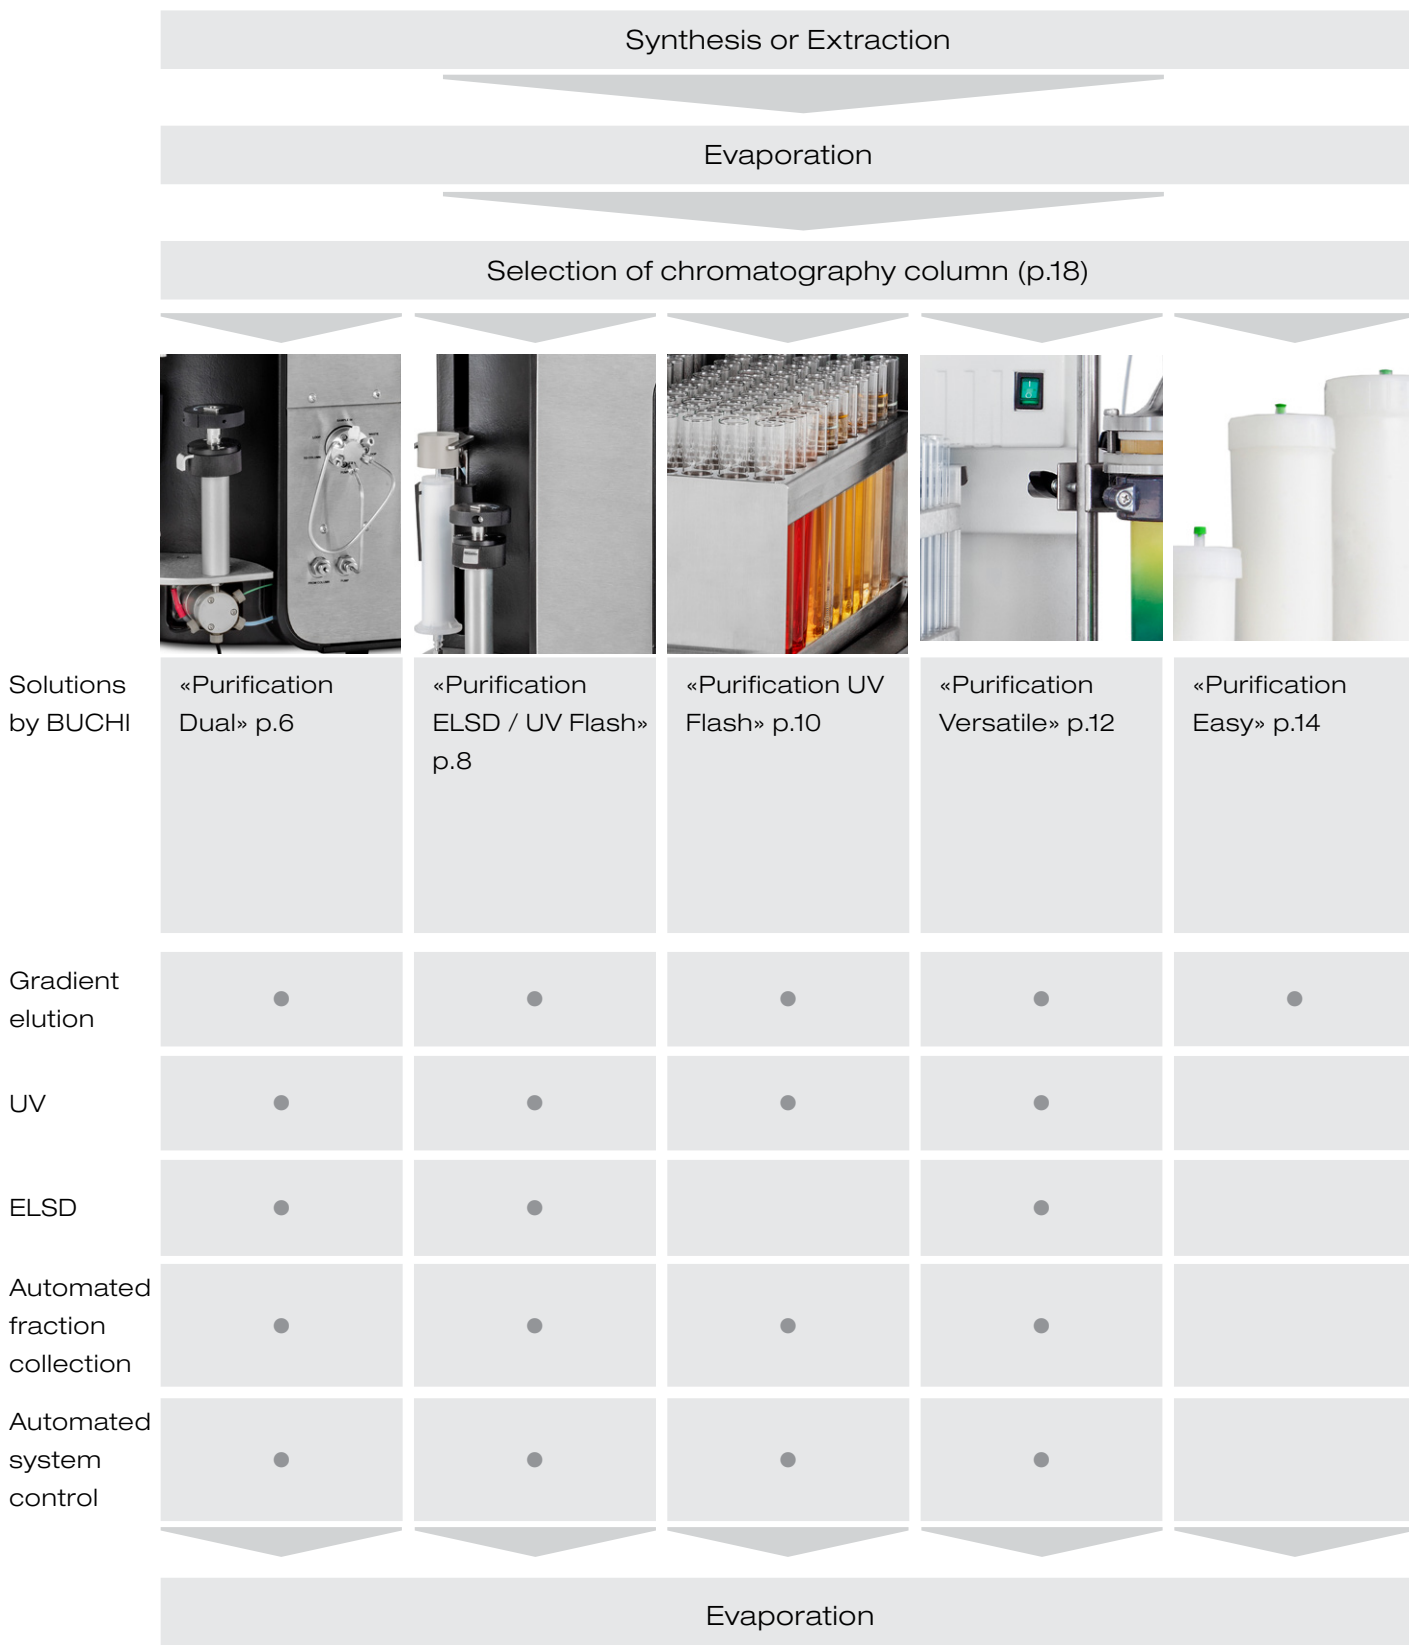 Synthesis or Extraction
Evaporation
Selection of chromatography column (p.18)
Solutions
by BUCHI
«Purification
Dual» p.6
«Purification
ELSD / UV Flash»
p.8
«Purification UV
Flash» p.10
«Purification
Versatile» p.12
«Purification
Easy» p.14
Gradient
elution
UV
ELSD
Automated
fraction
collection
Automated
system
control
Evaporation